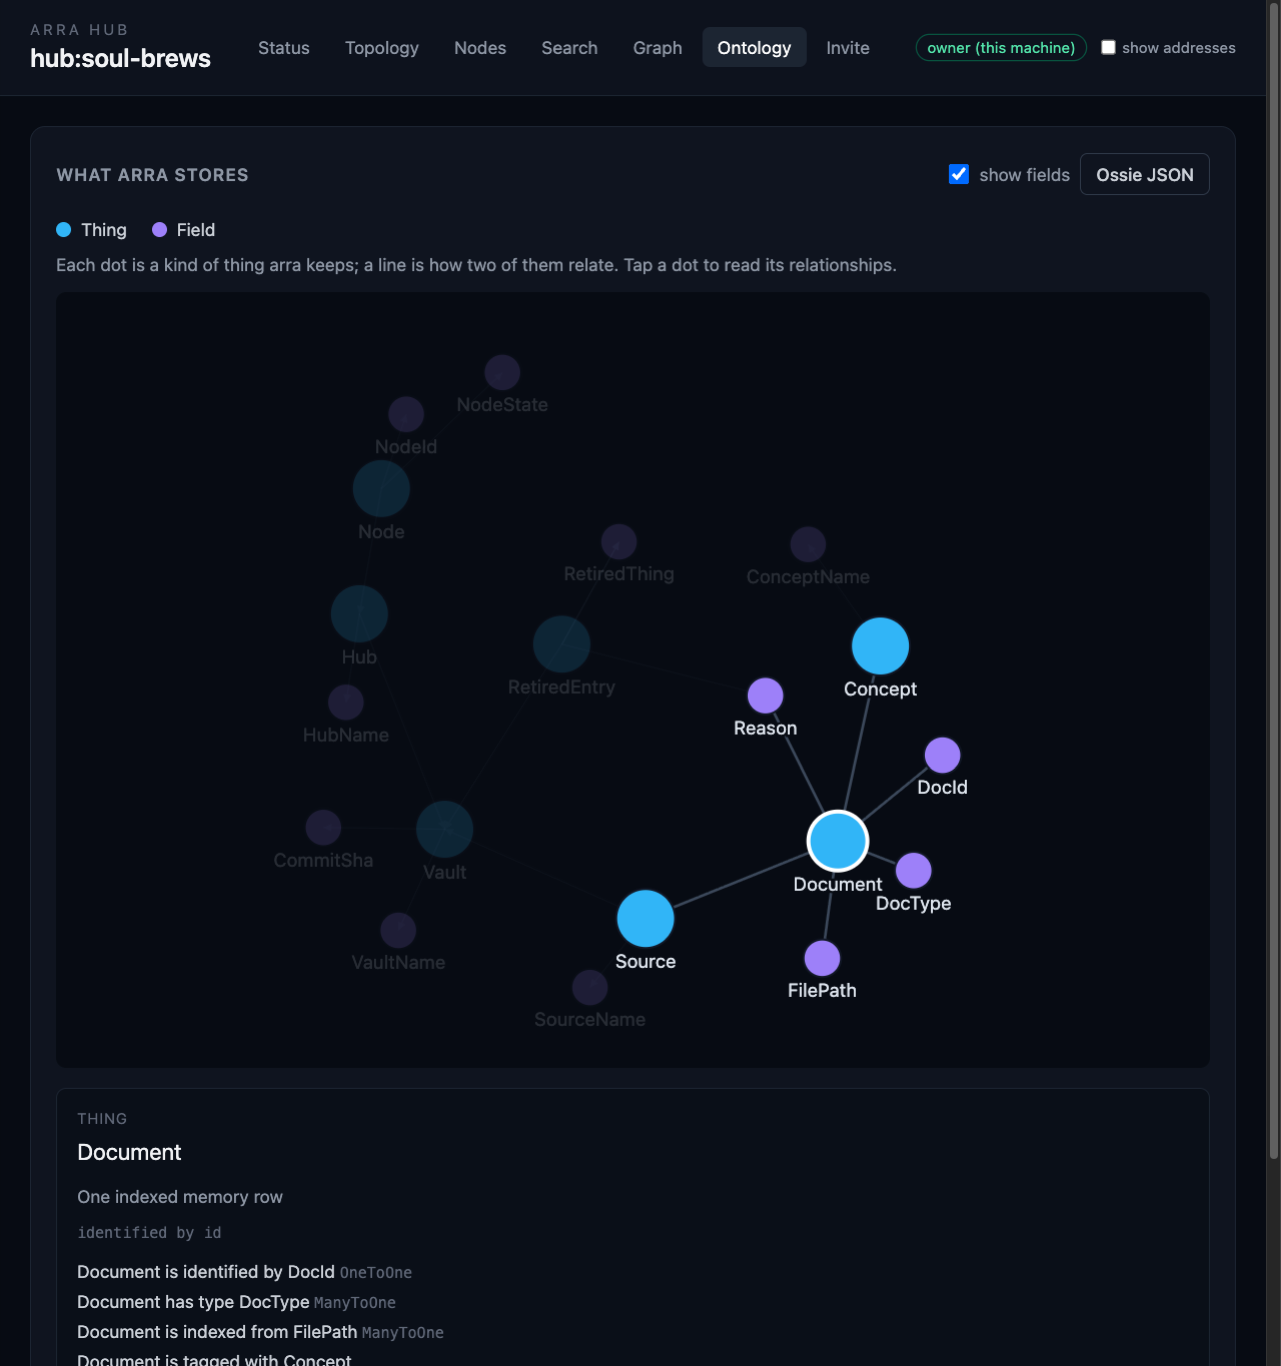 ARRA HUB
hub:soul-brews
Status Topology Nodes Search Graph Ontology Invite
owner (this machine) show addresses
WHAT ARRA STORES
show fields Ossie JSON
Thing Field
Each dot is a kind of thing arra keeps; a line is how two of them relate. Tap a dot to read its relationships.
NodeState
NodeId
Node
RetiredThing
ConceptName
Hub
RetiredEntry
Concept
Reason
HubName
DocId
CommitSha
Vault
Document
DocType
VaultName
Source
FilePath
SourceName
THING
Document
One indexed memory row
identified by id
Document is identified by DocId OneToOne
Document has type DocType ManyToOne
Document is indexed from FilePath ManyToOne
Document is tagged with Concept